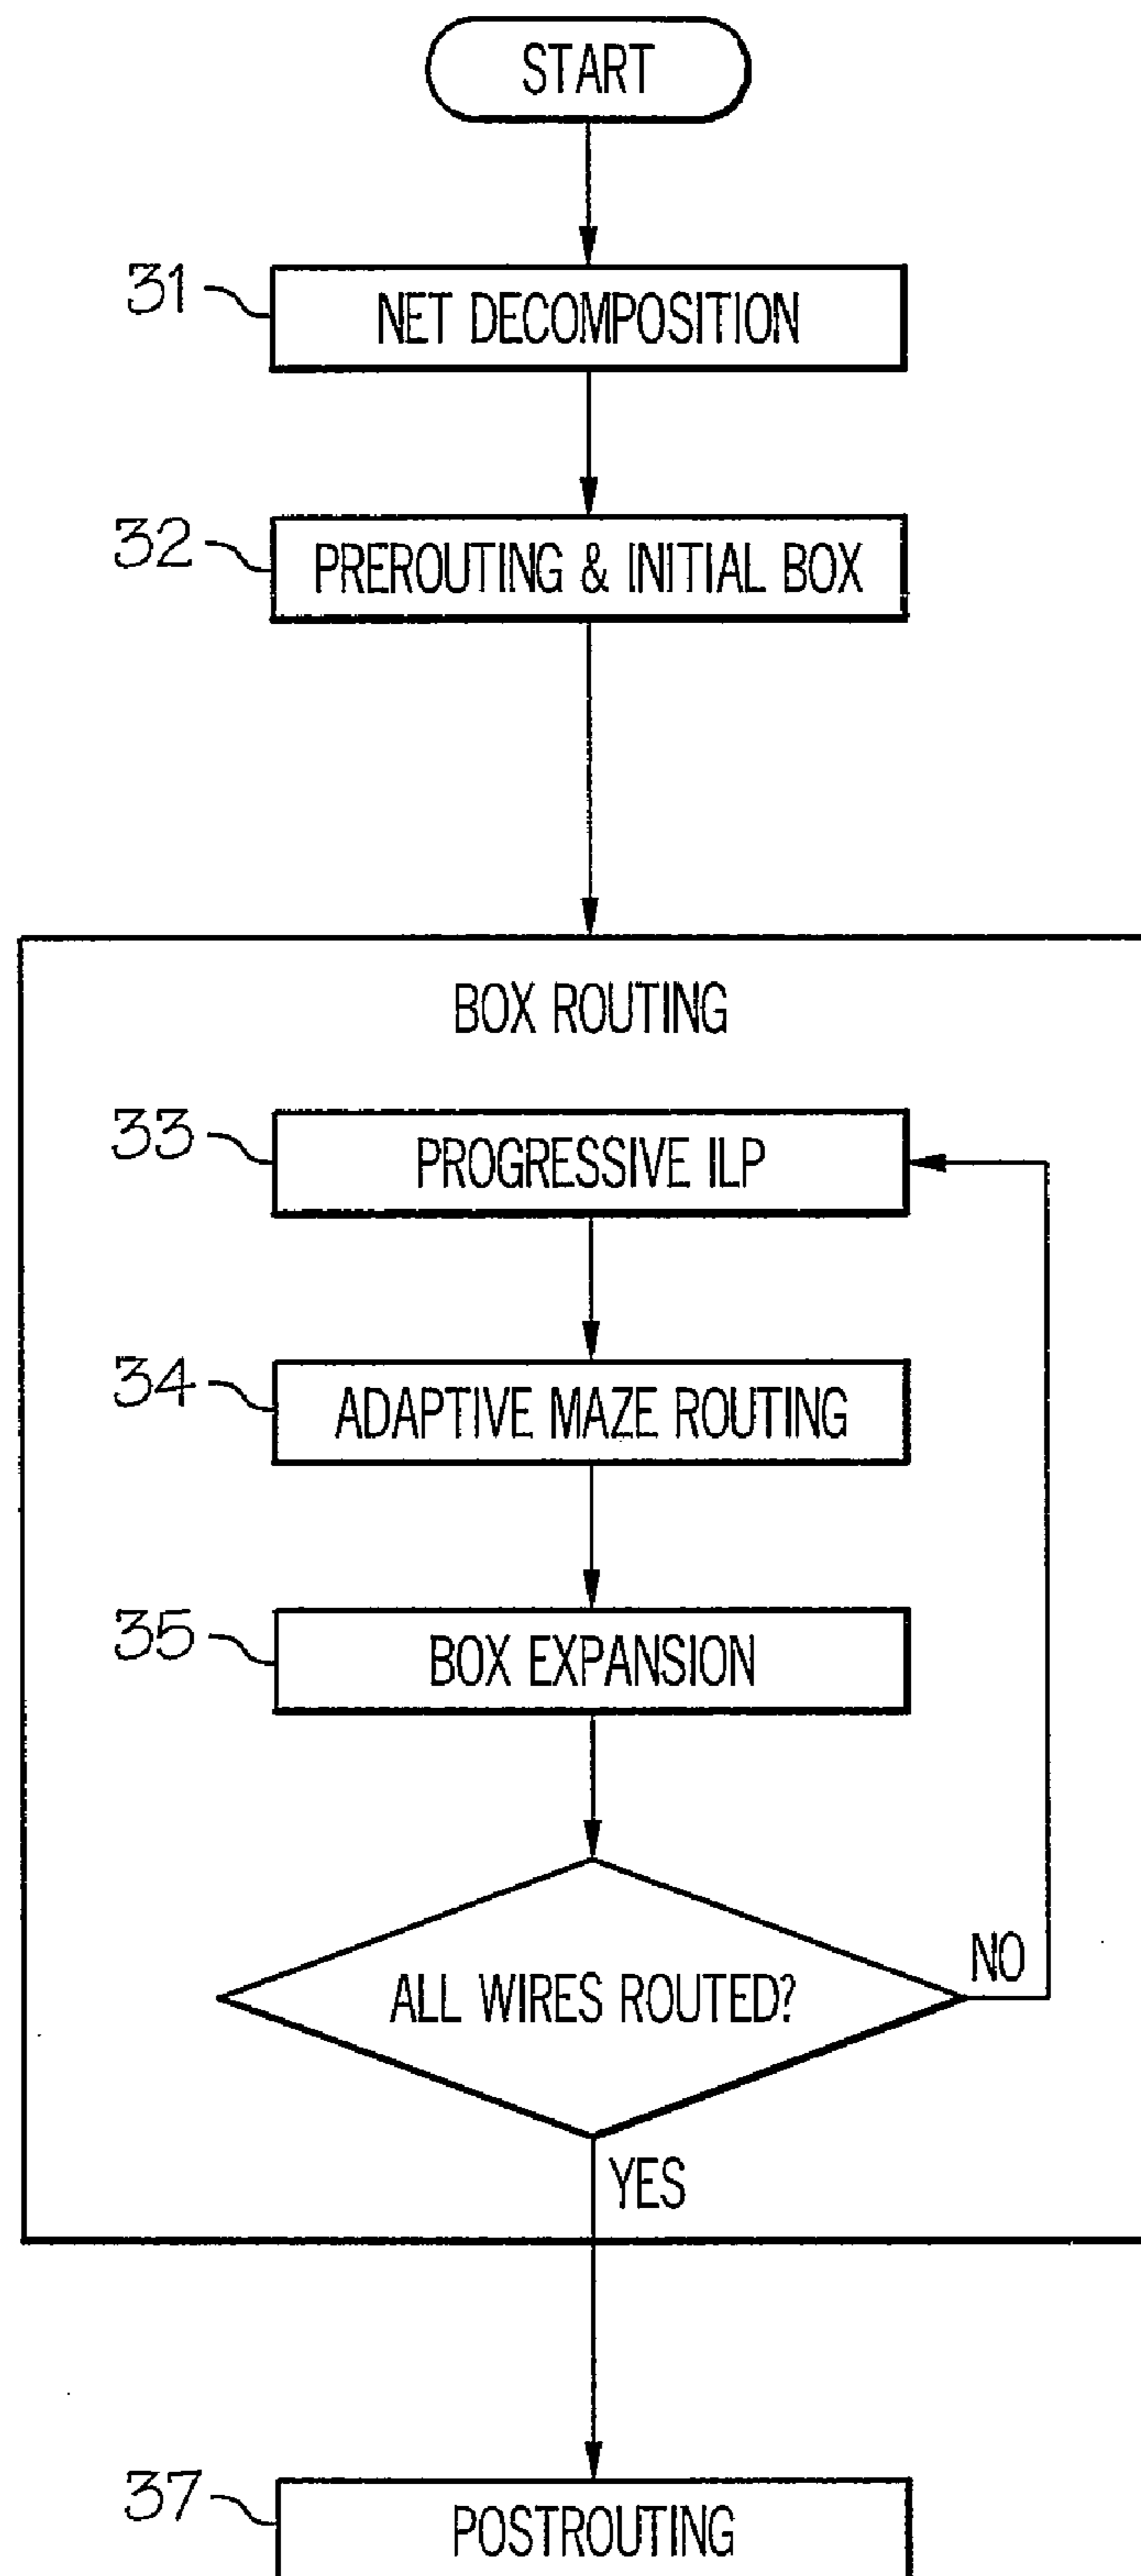 START
31
NET DECOMPOSITION
32
PREROUTING & INITIAL BOX
BOX ROUTING
33
PROGRESSIVE ILP
34
ADAPTIVE MAZE ROUTING
35
BOX EXPANSION
ALL WIRES ROUTED?
NO
YES
37
POSTROUTING